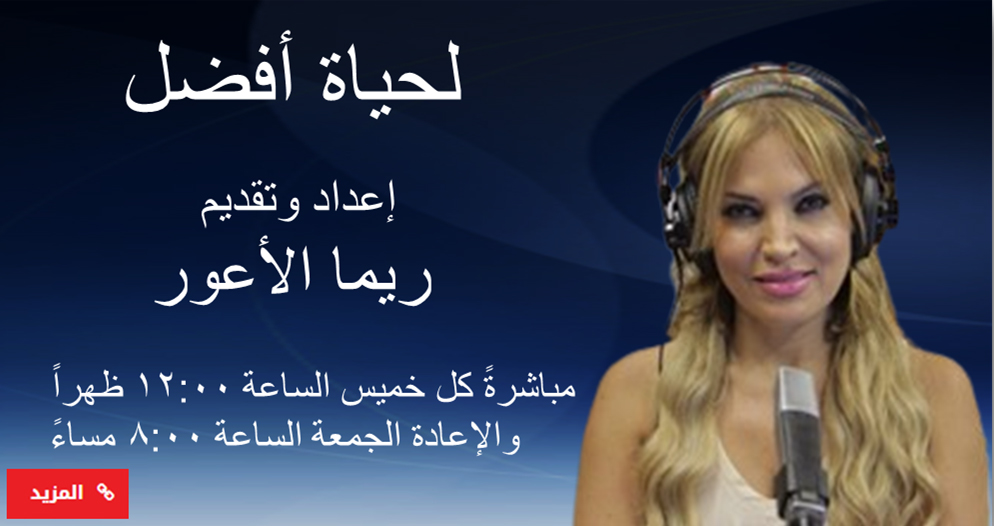 لحياة أفضل
إعداد وتقديم
ريما الأعور
مباشرةً كل خميس الساعة ١٢:٠٠ ظهراً
والإعادة الجمعة الساعة ٨:٠٠ مساءً
المزيد